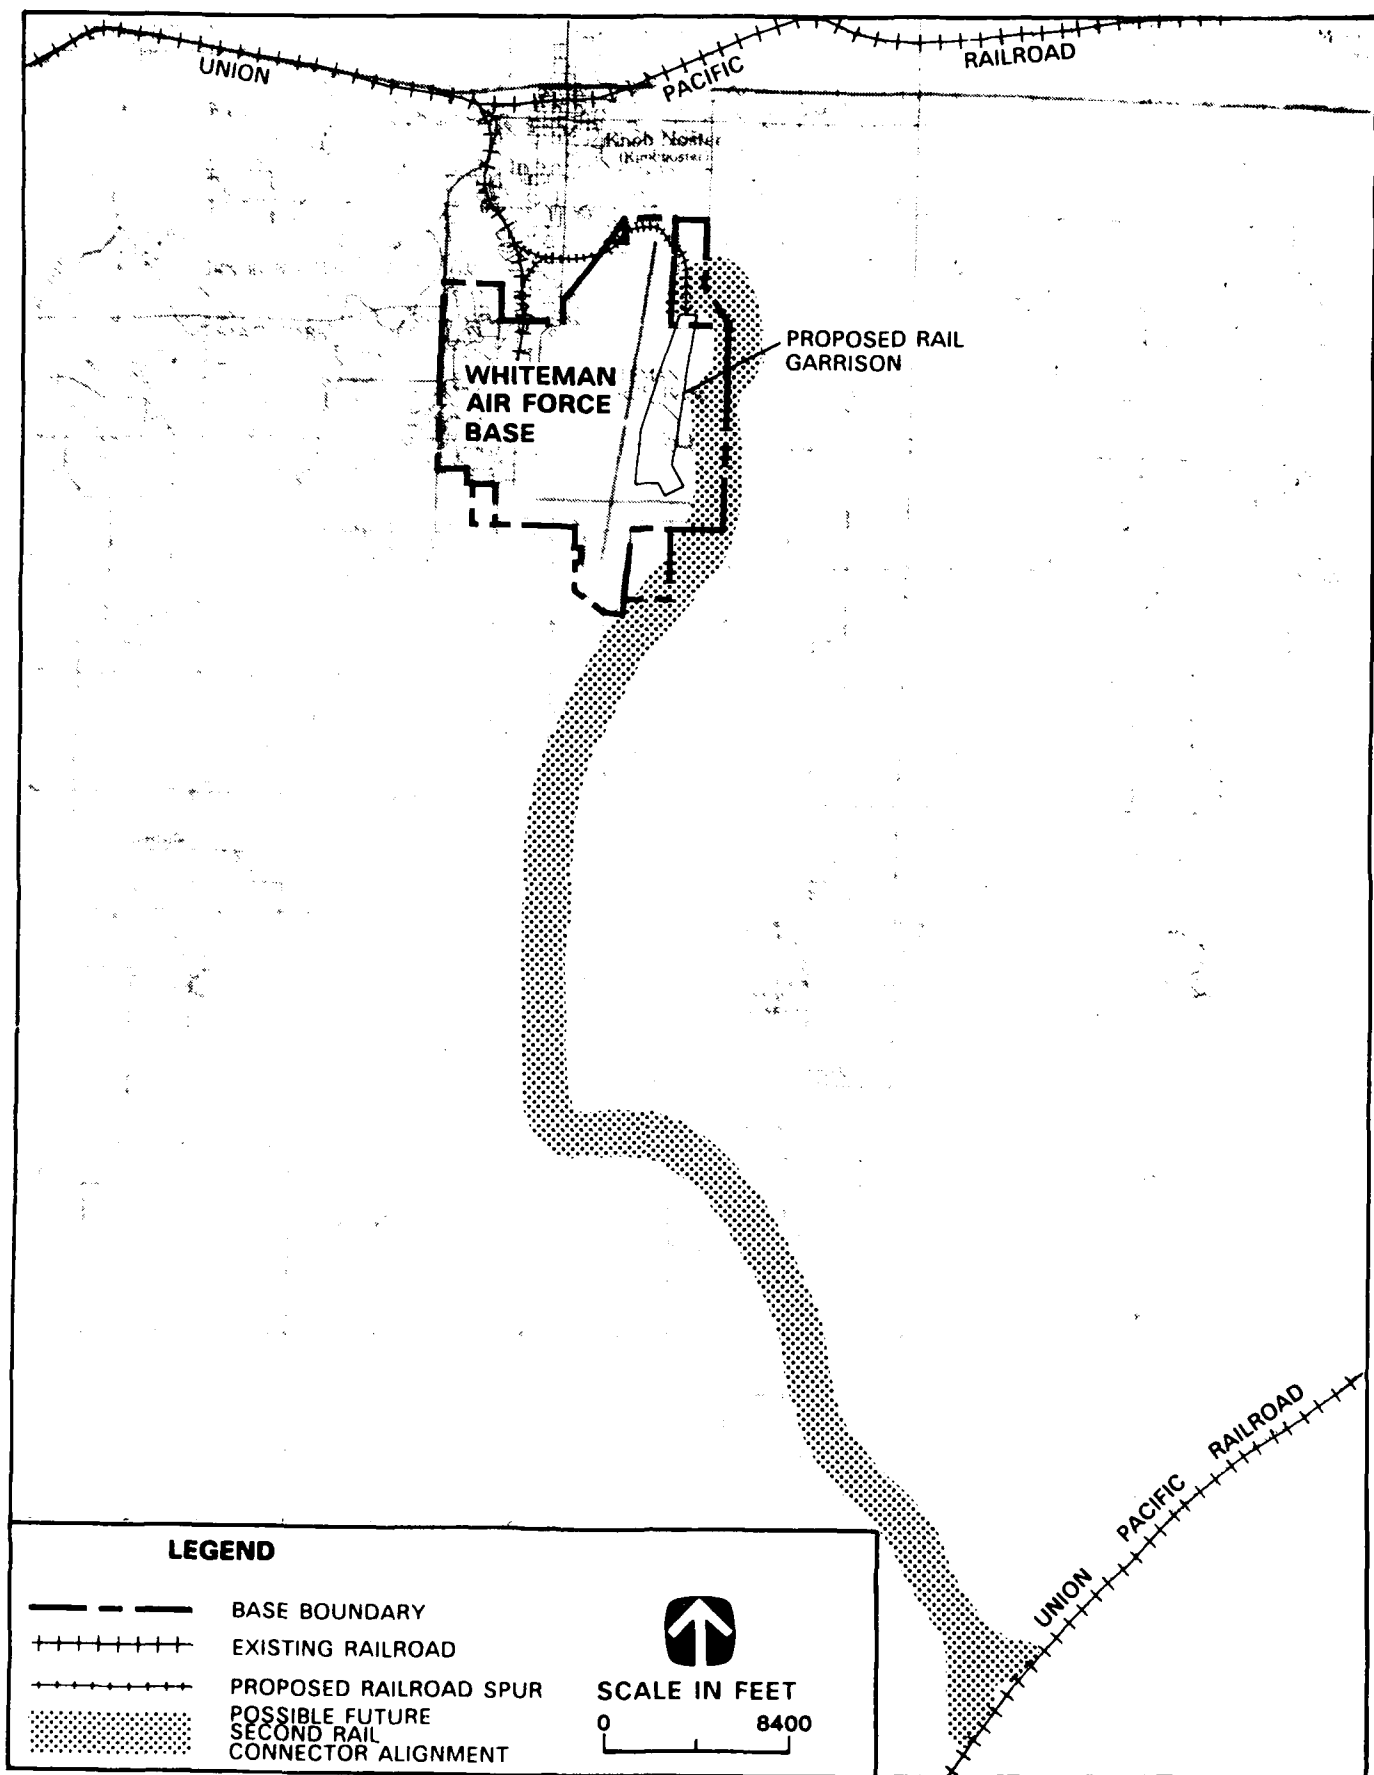 UNION
PACIFIC
RAILROAD
Knob Noster
PROPOSED RAIL
GARRISON
WHITEMAN
AIR FORCE
BASE
RAILROAD
PACIFIC
UNION
LEGEND
BASE BOUNDARY
EXISTING RAILROAD
PROPOSED RAILROAD SPUR
POSSIBLE FUTURE
SECOND RAIL
CONNECTOR ALIGNMENT
SCALE IN FEET
0 8400